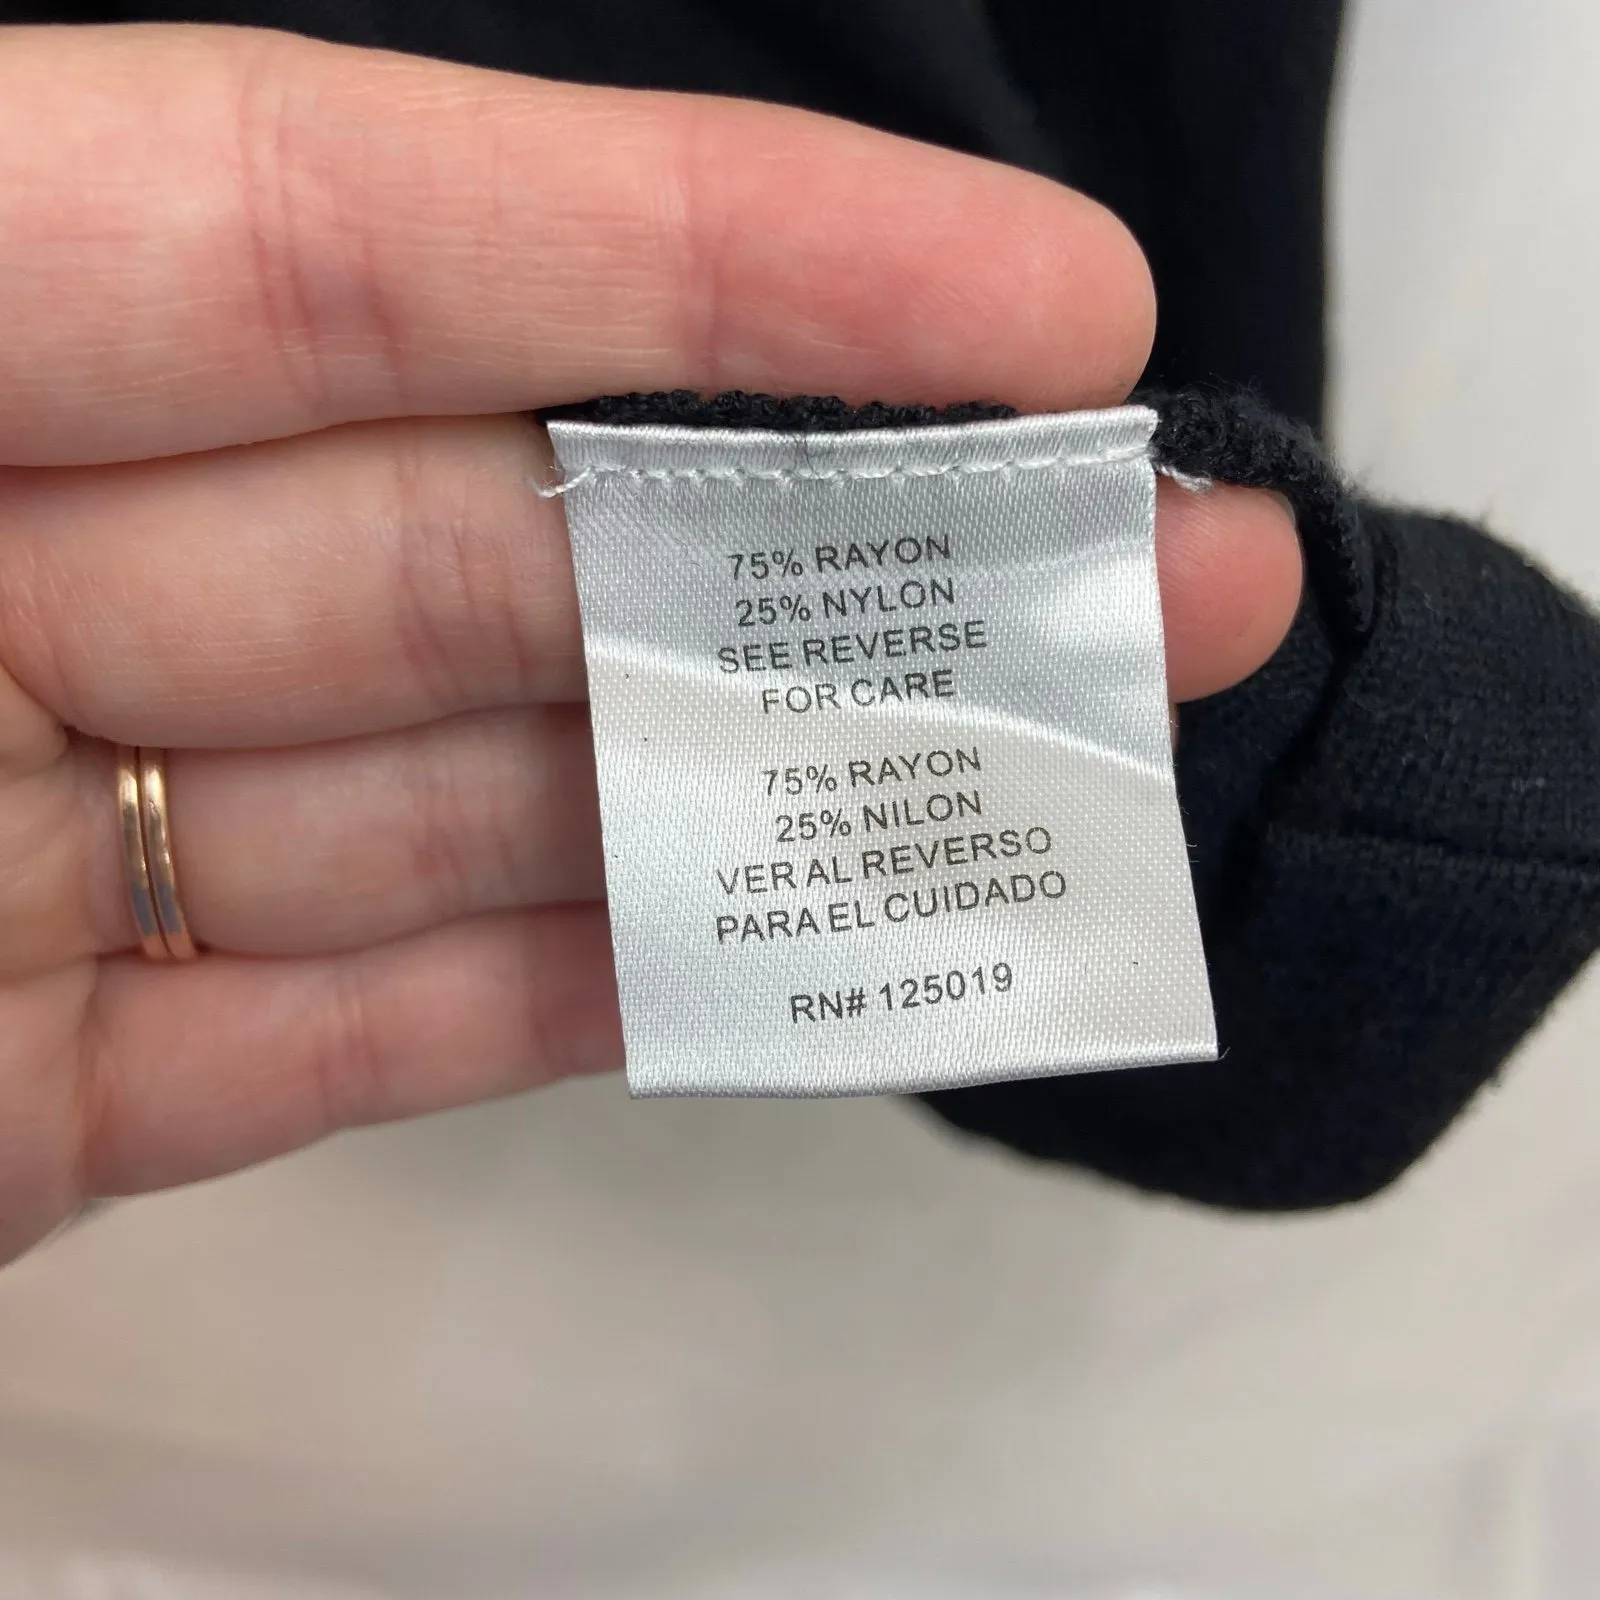 75% RAYON
25% NYLON
SEE REVERSE
FOR CARE
75% RAYON
25% NILON
VER AL REVERSO
PARA EL CUIDADO
RN# 125019